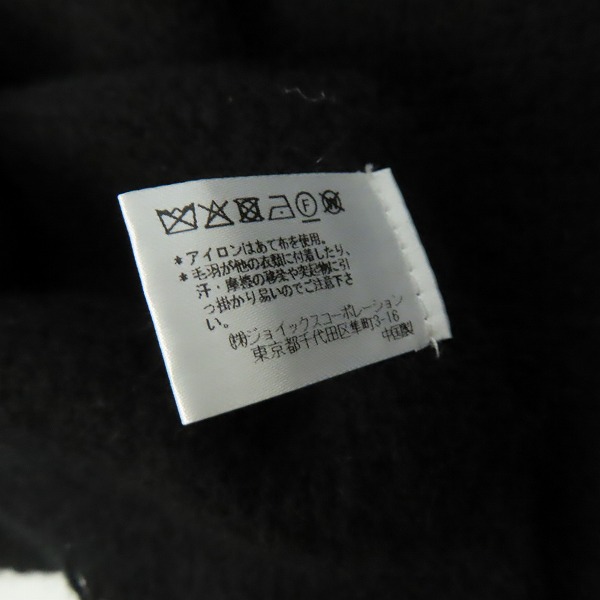 F W
*アイロンはあて布を使用。
*毛羽が他の衣類に付着したり、
汗・摩擦の移染や突起物に引
っ掛かり易いのでご注意下さ
い。
㈱ジョイックスコーポレーション
東京都千代田区隼町3-16
中国製